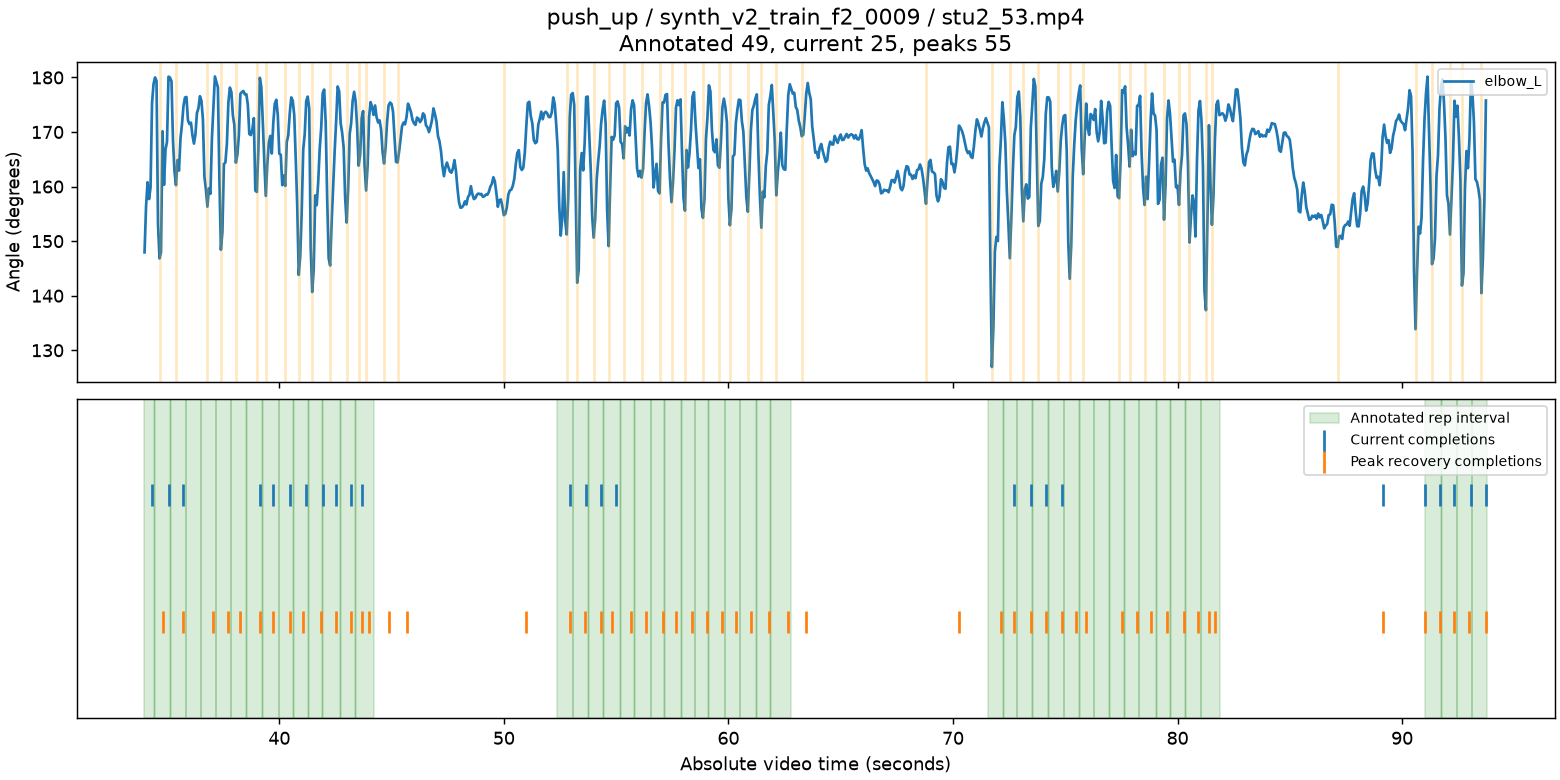 push_up / synth_v2_train_f2_0009 / stu2_53.mp4
Annotated 49, current 25, peaks 55
elbow_L
Angle (degrees)
180
170
160
150
140
130
Annotated rep interval
Current completions
Peak recovery completions
40
50
60
70
80
90
Absolute video time (seconds)